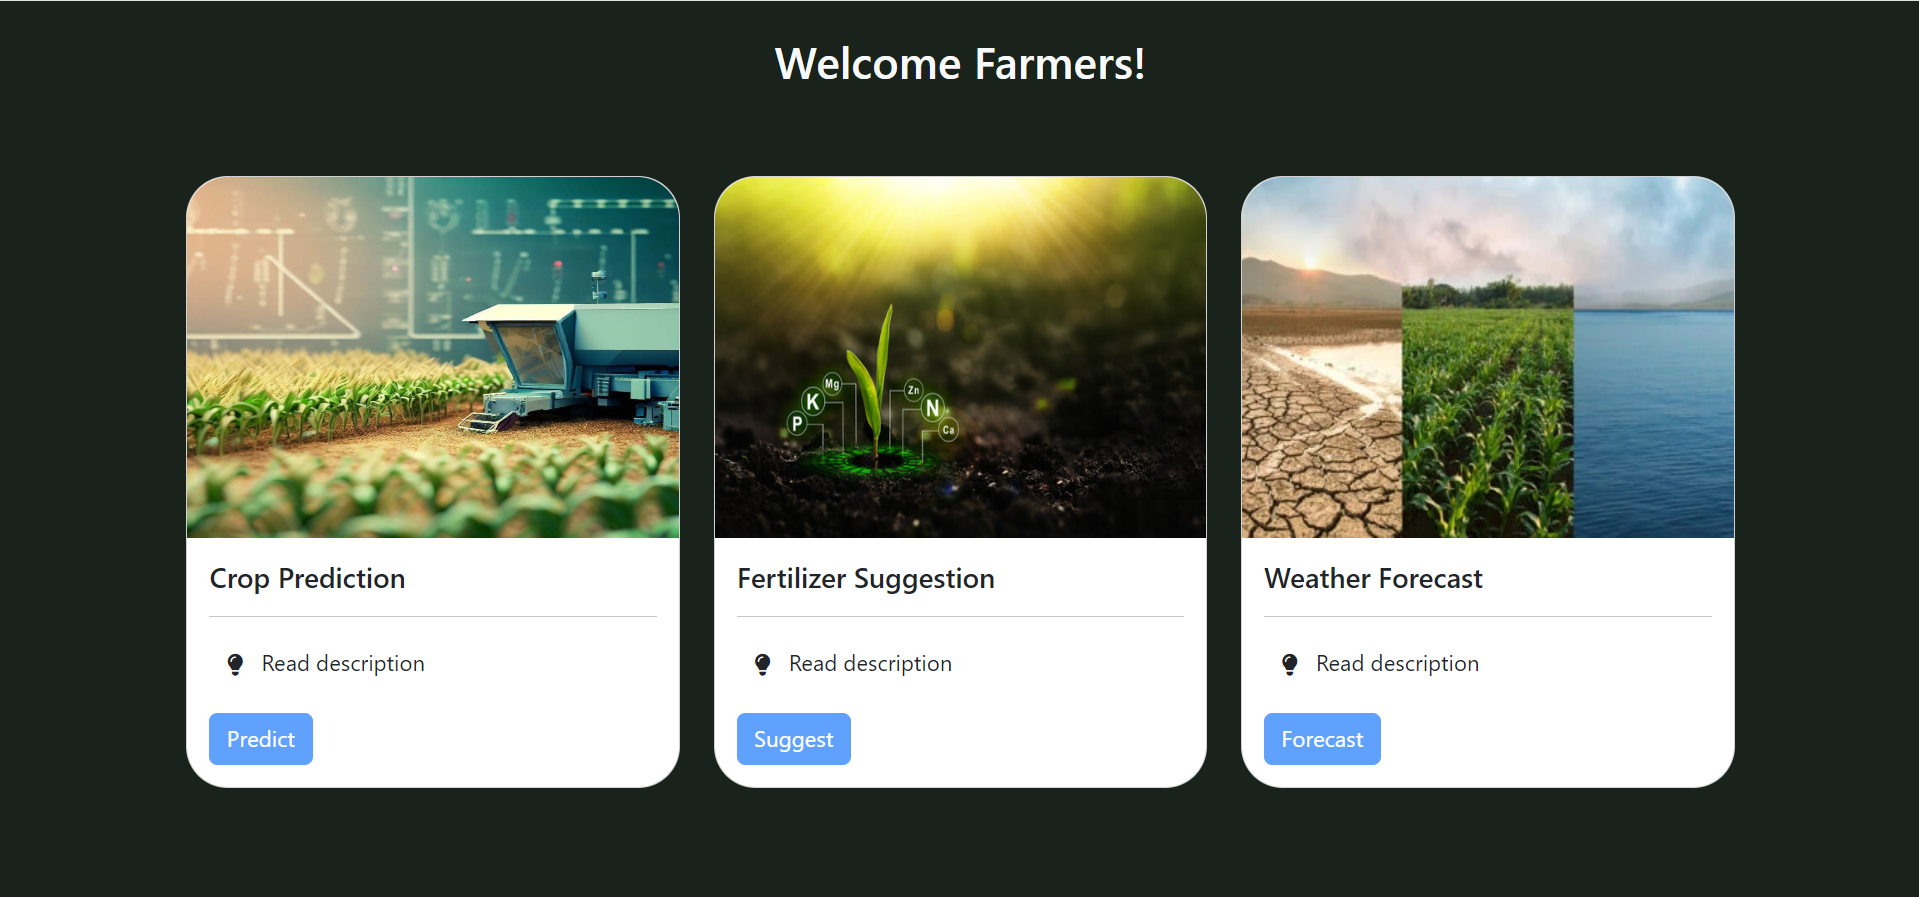 Welcome Farmers!
Mg
K
P
Zn
N
Ca
Crop Prediction
Read description
Predict
Fertilizer Suggestion
Read description
Suggest
Weather Forecast
Read description
Forecast